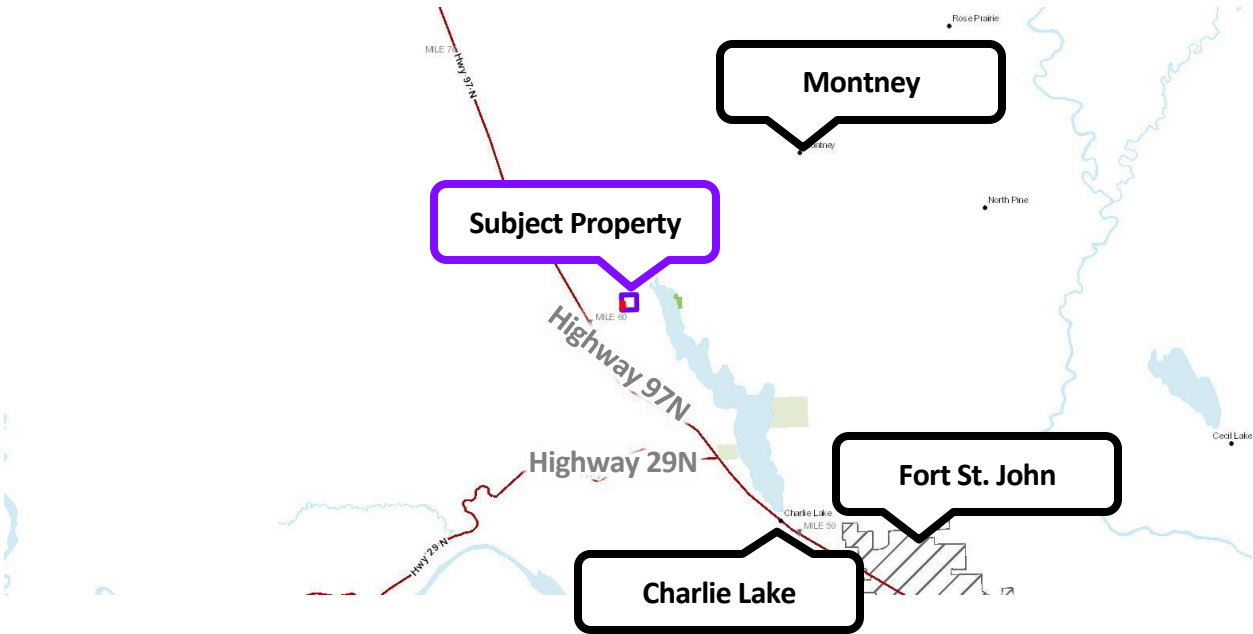 Rose Prairie
MILE 70
Hwy 97-N
Montney
North Pine
Subject Property
MILE 60
Highway 97N
Highway 29N
Cecil Lake
Fort St. John
Charlie Lake
MILE 50
Hwy 29-N
Charlie Lake